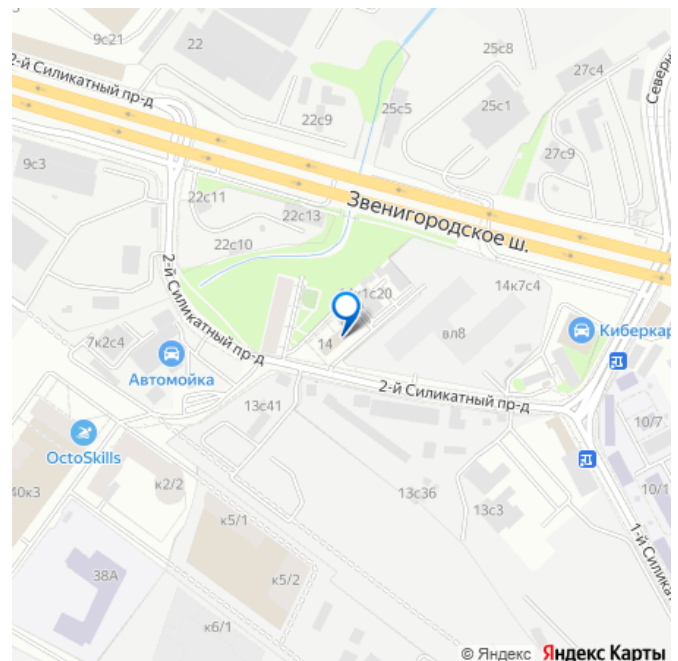 9с21
22
2-й Силикатный пр-д
25с8
27с4
22с9
25с5
25с1
27с9
9с3
22с11
22с13
Звенигородское ш.
22с10
2-й Силикатный пр-д
14
вл8
14к7с4
Киберкар
7к2с4
Автомойка
2-й Силикатный пр-д
13с41
10/7
OctoSkills
к2/2
40к3
13с36
10/1
к5/1
13с3
38А
к5/2
к6/1
© Яндекс Яндекс Карты